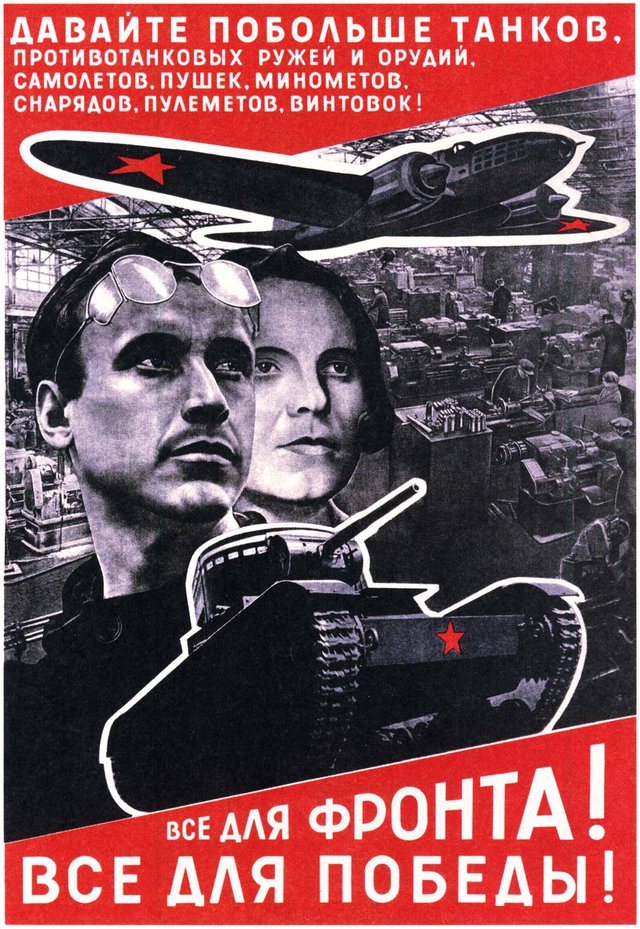 ДАВАЙТЕ ПОБОЛЬШЕ ТАНКОВ,
ПРОТИВОТАНКОВЫХ РУЖЕЙ И ОРУДИЙ,
САМОЛЕТОВ, ПУШЕК, МИНОМЕТОВ,
СНАРЯДОВ, ПУЛЕМЕТОВ, ВИНТОВОК!
ВСЕ ДЛЯ ФРОНТА!
ВСЕ ДЛЯ ПОБЕДЫ!